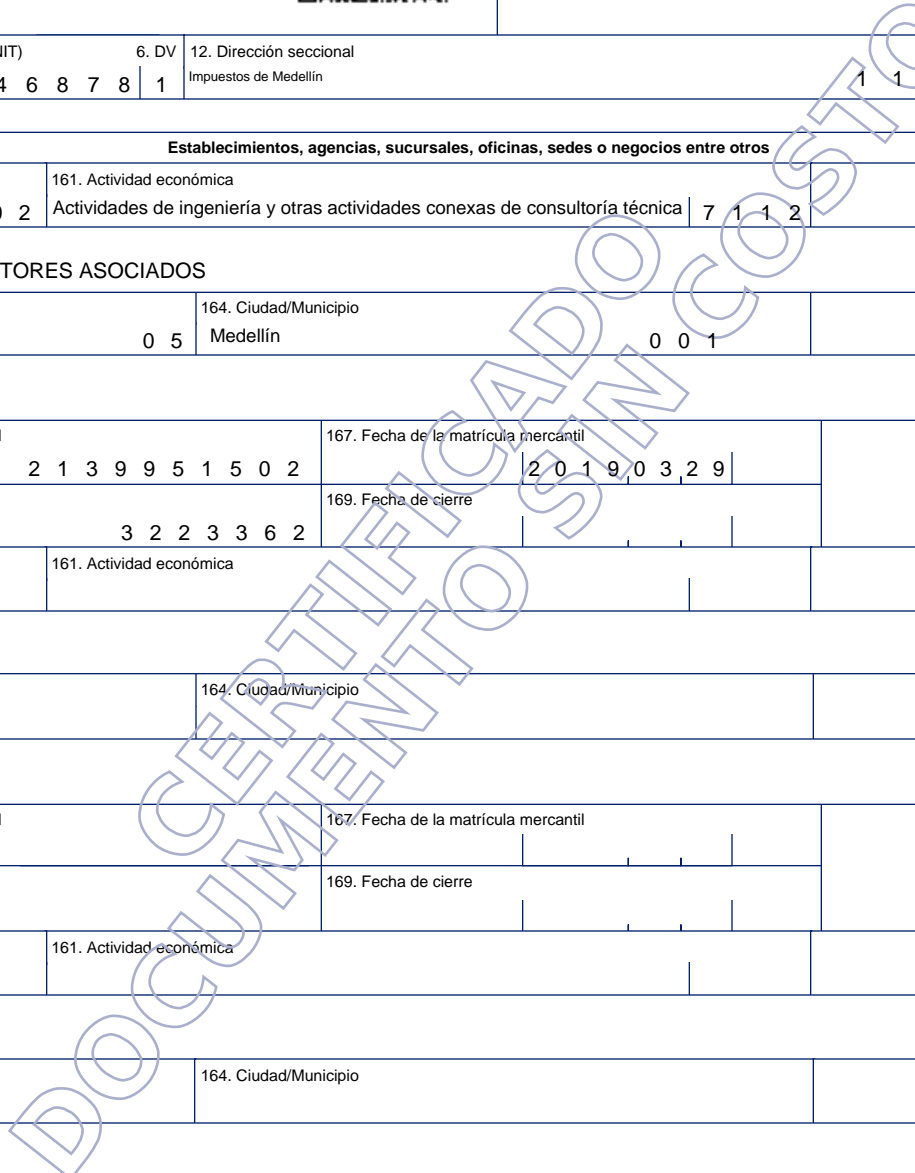 NIT) 6. DV 12. Dirección seccional
4 6 8 7 8 1 Impuestos de Medellín 1 1
Establecimientos, agencias, sucursales, oficinas, sedes o negocios entre otros
161. Actividad económica
0 2 Actividades de ingeniería y otras actividades conexas de consultoría técnica 7 1 1 2
TORES ASOCIADOS
164. Ciudad/Municipio
0 5 Medellín 0 0 1
167. Fecha de la matrícula mercantil
2 1 3 9 9 5 1 5 0 2 2 0 1 9 0 3 2 9
169. Fecha de cierre
3 2 2 3 3 6 2
161. Actividad económica
164. Ciudad/Municipio
167. Fecha de la matrícula mercantil
169. Fecha de cierre
161. Actividad económica
164. Ciudad/Municipio
CERTIFICADO
DOCUMENTO SIN COSTO